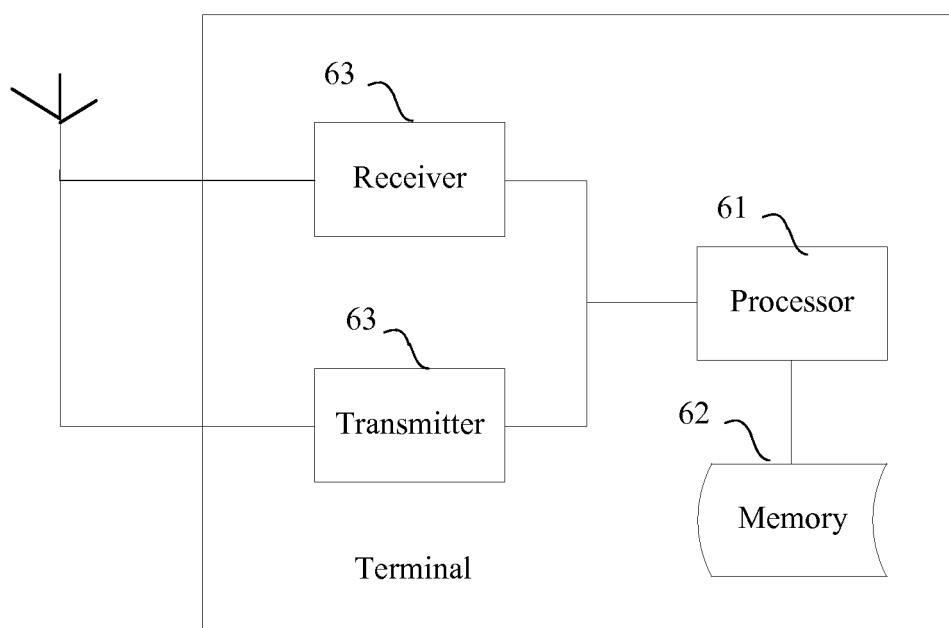 63
Receiver
61
Processor
63
Transmitter
62
Memory
Terminal